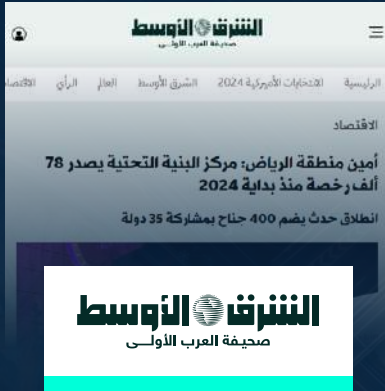 الشرق الأوسط
صحيفة العرب الأولى
الرئيسية الانتخابات الأميركية 2024 الشرق الأوسط العالم الرأي الاقتصاد
الاقتصاد
أمين منطقة الرياض: مركز البنية التحتية يصدر 78
ألف رخصة منذ بداية 2024
انطلاق حدث يضم 400 جناح بمشاركة 35 دولة
الشرق الأوسط
صحيفة العرب الأولى